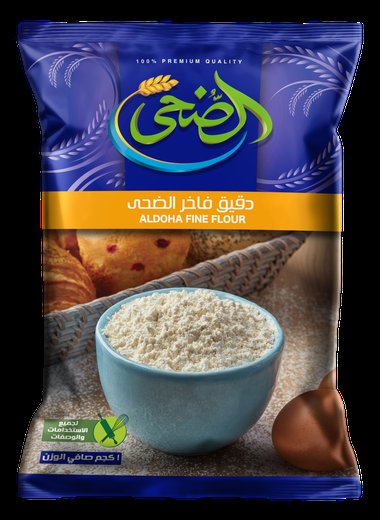 100% PREMIUM QUALITY
الضحى
دقيق فاخر الضحى
ALDOHA FINE FLOUR
لجميع
الاستخدامات
والوصفات
١ كجم صافي الوزن